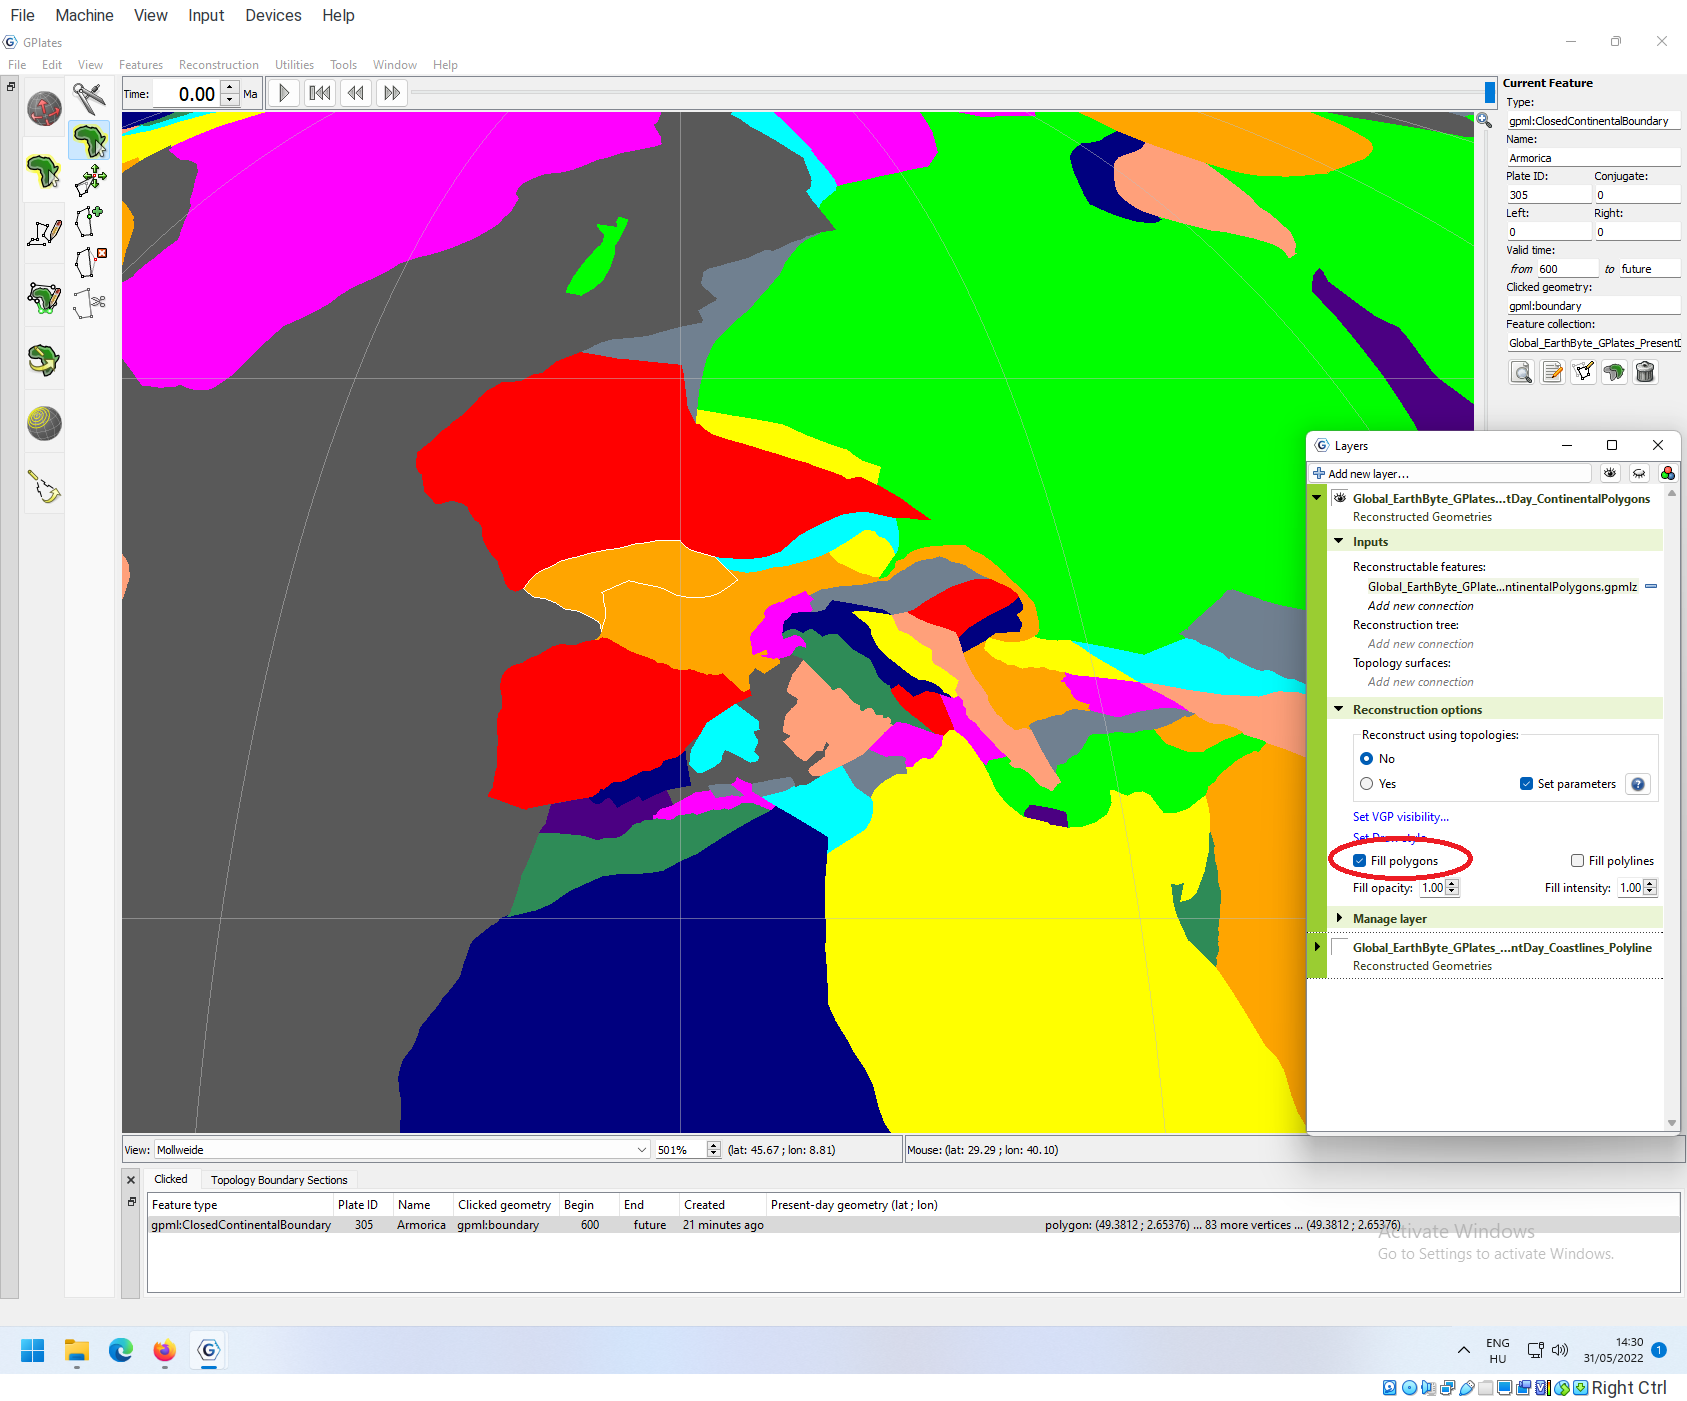 File Machine View Input Devices Help
GPlates
File Edit View Features Reconstruction Utilities Tools Window Help
Time: 0.00 Ma
Current Feature
Type:
gpml:ClosedContinentalBoundary
Name:
Armorica
Plate ID: Conjugate:
305 0
Left: Right:
0 0
Valid time:
from 600 to future
Clicked geometry:
gpml:boundary
Feature collection:
Global_EarthByte_GPlates_PresentD
Layers
Add new layer...
Global_EarthByte_GPlates...tDay_ContinentalPolygons
Reconstructed Geometries
Inputs
Reconstructable features:
Global_EarthByte_GPlate...ntinentalPolygons.gpmlz
Add new connection
Reconstruction tree:
Add new connection
Topology surfaces:
Add new connection
Reconstruction options
Reconstruct using topologies:
No
Yes Set parameters
Set VGP visibility...
Set Draw style...
Fill polygons Fill polylines
Fill opacity: 1.00 Fill intensity: 1.00
Manage layer
Global_EarthByte_GPlates_...ntDay_Coastlines_Polyline
Reconstructed Geometries
View: Mollweide 501% (lat: 45.67 ; lon: 8.81) Mouse: (lat: 29.29 ; lon: 40.10)
Clicked Topology Boundary Sections
Feature type Plate ID Name Clicked geometry Begin End Created Present-day geometry (lat ; lon)
gpml:ClosedContinentalBoundary 305 Armorica gpml:boundary 600 future 21 minutes ago polygon: (49.3812 ; 2.65376) ... 83 more vertices ... (49.3812 ; 2.65376)
Activate Windows
Go to Settings to activate Windows.
ENG
HU
14:30
31/05/2022
1
Right Ctrl